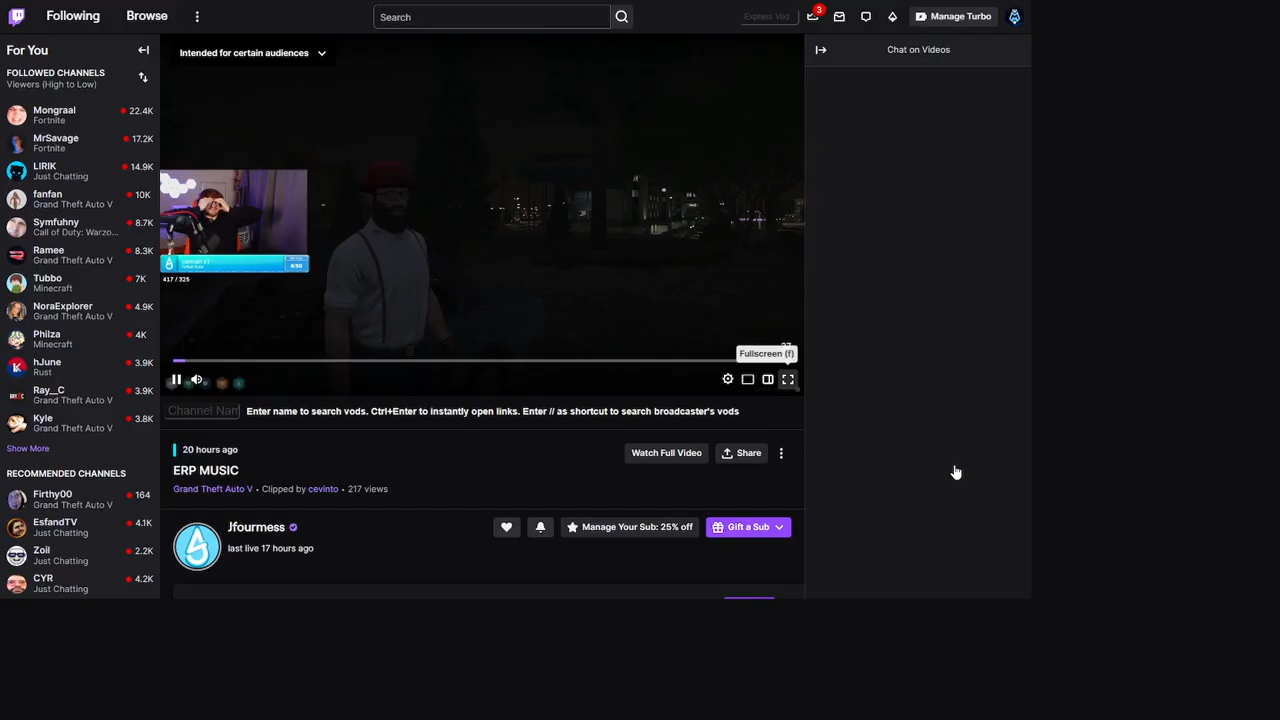 Following
Browse
Search
Express Vod
3
Manage Turbo
For You
FOLLOWED CHANNELS
Viewers (High to Low)
Mongraal
22.4K
Fortnite
MrSavage
17.2K
Fortnite
LIRIK
14.9K
Just Chatting
fanfan
10K
Grand Theft Auto V
Symfuhny
8.7K
Call of Duty: Warzo...
Ramee
8.3K
Grand Theft Auto V
Tubbo
7K
Minecraft
NoraExplorer
4.9K
Grand Theft Auto V
Philza
4K
Minecraft
hJune
3.9K
Rust
Ray__C
3.9K
Grand Theft Auto V
Kyle
3.8K
Grand Theft Auto V
Show More
RECOMMENDED CHANNELS
Firthy00
164
Grand Theft Auto V
EsfandTV
4.1K
Just Chatting
Zoil
2.2K
Just Chatting
CYR
4.2K
Just Chatting
Intended for certain audiences
417 / 325
Fullscreen (f)
Channel Nam
Enter name to search vods. Ctrl+Enter to instantly open links. Enter // as shortcut to search broadcaster's vods
20 hours ago
Watch Full Video
Share
ERP MUSIC
Grand Theft Auto V • Clipped by cevinto • 217 views
Jfourmess
last live 17 hours ago
Manage Your Sub: 25% off
Gift a Sub
Chat on Videos